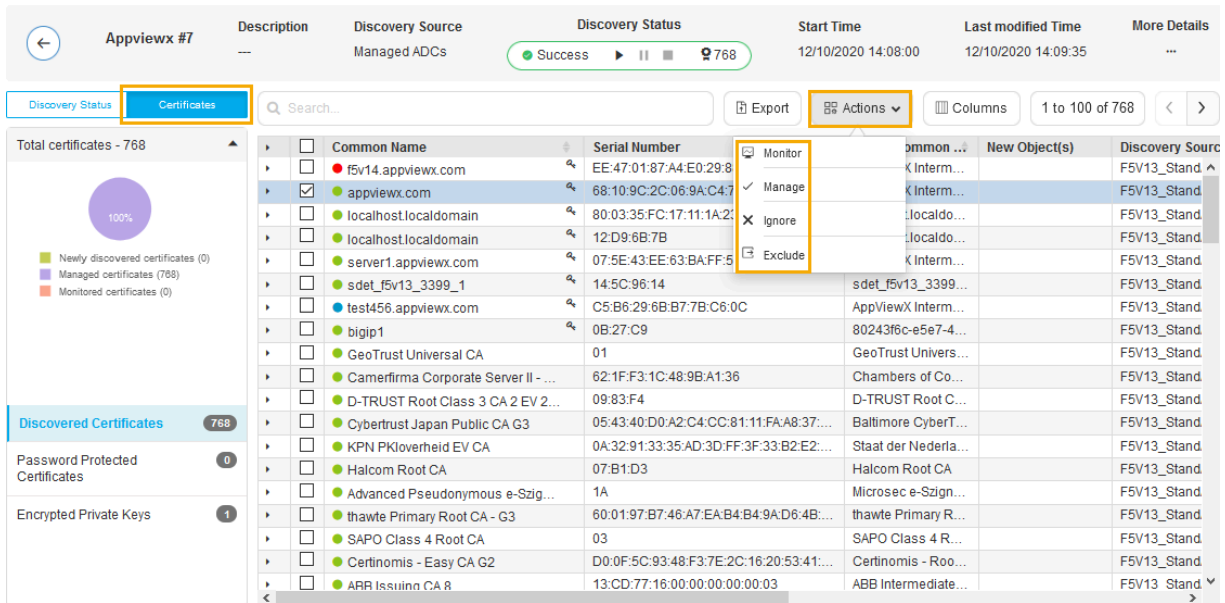 Appviewx #7
Description
---
Discovery Source
Managed ADCs
Discovery Status
Success 768
Start Time
12/10/2020 14:08:00
Last modified Time
12/10/2020 14:09:35
More Details
...
Discovery Status Certificates
Search... Export Actions Columns 1 to 100 of 768
Total certificates - 768
100%
Newly discovered certificates (0)
Managed certificates (768)
Monitored certificates (0)
Discovered Certificates 768
Password Protected 0
Certificates
Encrypted Private Keys 1
Common Name Serial Number ommon ... New Object(s) Discovery Sourc
f5v14.appviewx.com EE:47:01:87:A4:E0:29:8 X Interm... F5V13_Stand.
appviewx.com 68:10:9C:2C:06:9A:C4:7 X Interm... F5V13_Stand.
localhost.localdomain 80:03:35:FC:17:11:1A:23 .localdo... F5V13_Stand.
localhost.localdomain 12:D9:6B:7B .localdo... F5V13_Stand.
server1.appviewx.com 07:5E:43:EE:63:BA:FF:5 X Interm... F5V13_Stand.
sdet_f5v13_3399_1 14:5C:96:14 sdet_f5v13_3399... F5V13_Stand.
test456.appviewx.com C5:B6:29:6B:B7:7B:C6:0C AppViewX Interm... F5V13_Stand.
bigip1 0B:27:C9 80243f6c-e5e7-4... F5V13_Stand.
GeoTrust Universal CA 01 GeoTrust Univers... F5V13_Stand.
Camerfirma Corporate Server II - ... 62:1F:F3:1C:48:9B:A1:36 Chambers of Co... F5V13_Stand.
D-TRUST Root Class 3 CA 2 EV 2... 09:83:F4 D-TRUST Root C... F5V13_Stand.
Cybertrust Japan Public CA G3 05:43:40:D0:A2:C4:CC:81:11:FA:A8:37:... Baltimore CyberT... F5V13_Stand.
KPN PKIoverheid EV CA 0A:32:91:33:35:AD:3D:FF:3F:33:B2:E2:... Staat der Nederla... F5V13_Stand.
Halcom Root CA 07:B1:D3 Halcom Root CA F5V13_Stand.
Advanced Pseudonymous e-Szig... 1A Microsec e-Szign... F5V13_Stand.
thawte Primary Root CA - G3 60:01:97:B7:46:A7:EA:B4:B4:9A:D6:4B:... thawte Primary R... F5V13_Stand.
SAPO Class 4 Root CA 03 SAPO Class 4 R... F5V13_Stand.
Certinomis - Easy CA G2 D0:0F:5C:93:48:F3:7E:2C:16:20:53:41:... Certinomis - Roo... F5V13_Stand.
ABB Issuing CA 8 13:CD:77:16:00:00:00:00:00:03 ABB Intermediate... F5V13_Stand.
Monitor
Manage
Ignore
Exclude